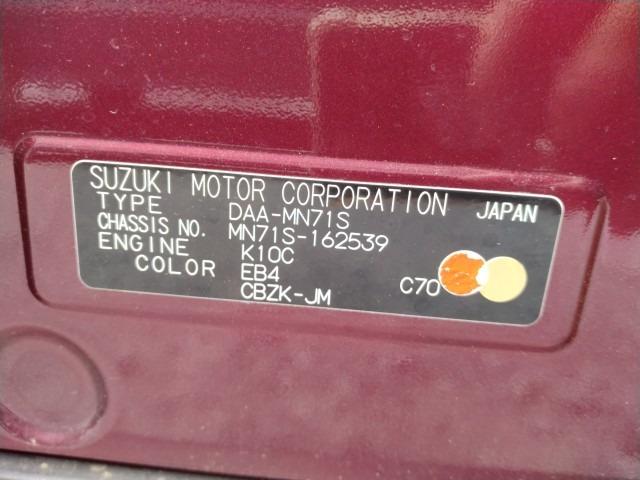 SUZUKI MOTOR CORPORATION JAPAN
TYPE DAA-MN71S
CHASSIS NO. MN71S-162539
ENGINE K10C
COLOR EB4
CBZK-JM C70